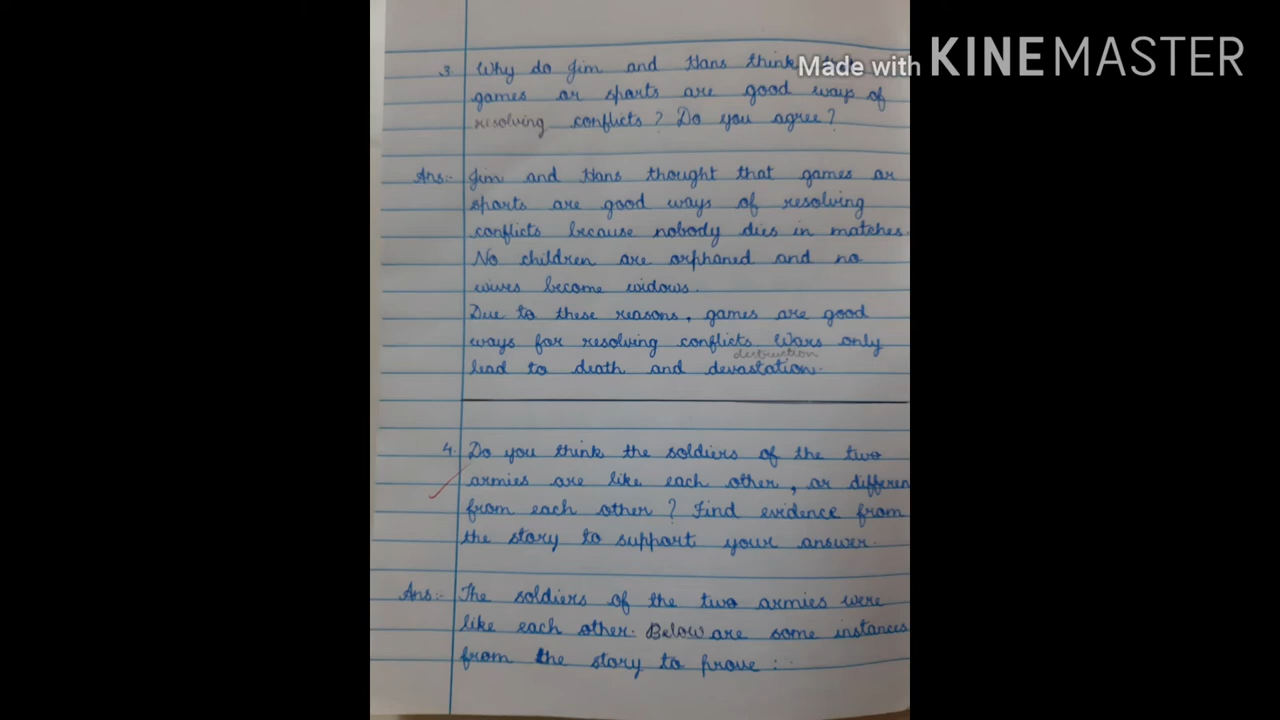 Made with KINEMASTER
3. Why do Jim and Hans think
games or sports are good ways of
resolving conflicts? Do you agree?
Ans:- Jim and Hans thought that games or
sports are good ways of resolving
conflicts because nobody dies in matches.
No children are orphaned and no
wives become widows.
Due to these reasons, games are good
ways for resolving conflicts Wars only
destruction
lead to death and devastation.
4. Do you think the soldiers of the two
armies are like each other, or differen
from each other? Find evidence from
the story to support your answer.
Ans:- The soldiers of the two armies were
like each other. Below are some instances
from the story to prove :-